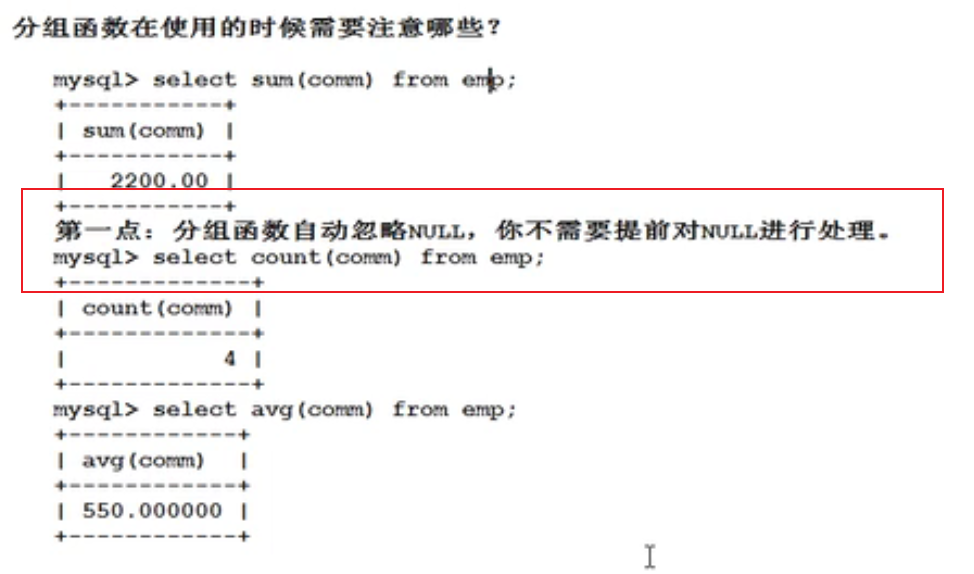 分组函数在使用的时候需要注意哪些？
mysql> select sum(comm) from emp;
+-----------+
| sum(comm) |
+-----------+
|   2200.00 |
+-----------+
第一点：分组函数自动忽略NULL，你不需要提前对NULL进行处理。
mysql> select count(comm) from emp;
+-------------+
| count(comm) |
+-------------+
|           4 |
+-------------+
mysql> select avg(comm) from emp;
+------------+
| avg(comm)  |
+------------+
| 550.000000 |
+------------+